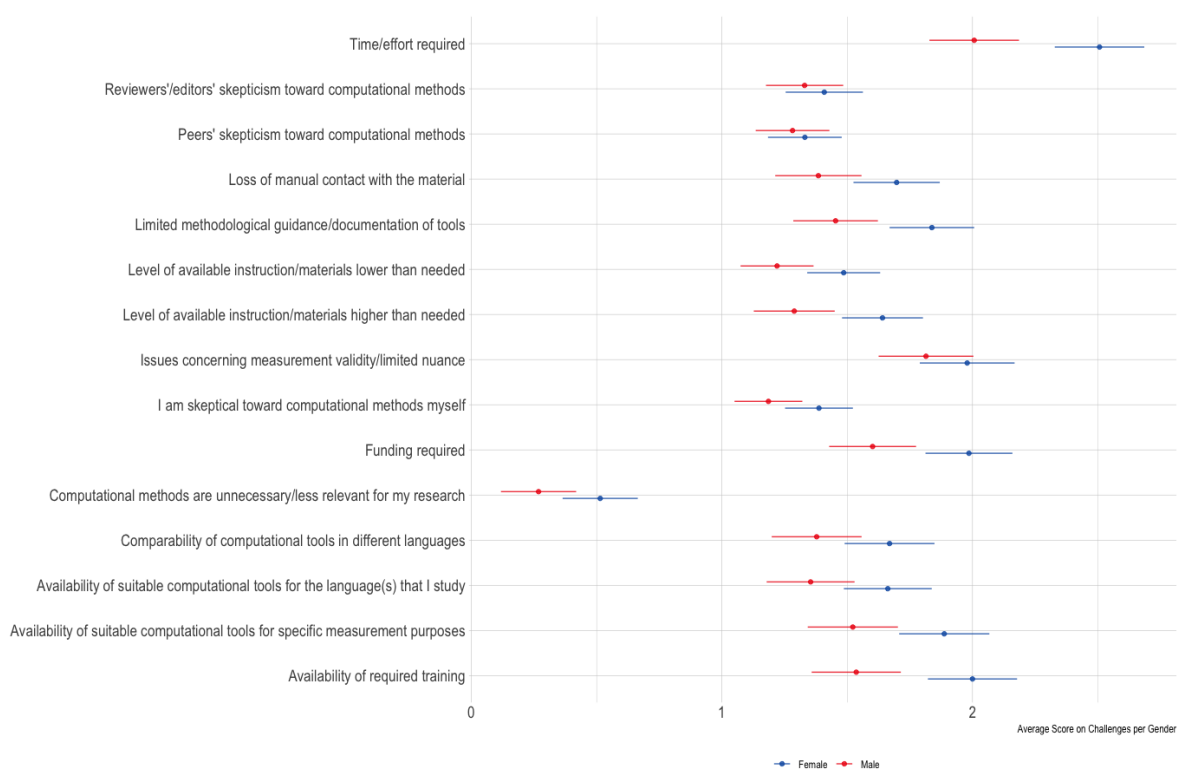 Time/effort required
Reviewers'/editors' skepticism toward computational methods
Peers' skepticism toward computational methods
Loss of manual contact with the material
Limited methodological guidance/documentation of tools
Level of available instruction/materials lower than needed
Level of available instruction/materials higher than needed
Issues concerning measurement validity/limited nuance
I am skeptical toward computational methods myself
Funding required
Computational methods are unnecessary/less relevant for my research
Comparability of computational tools in different languages
Availability of suitable computational tools for the language(s) that I study
Availability of suitable computational tools for specific measurement purposes
Availability of required training
0 1 2
Average Score on Challenges per Gender
Female Male